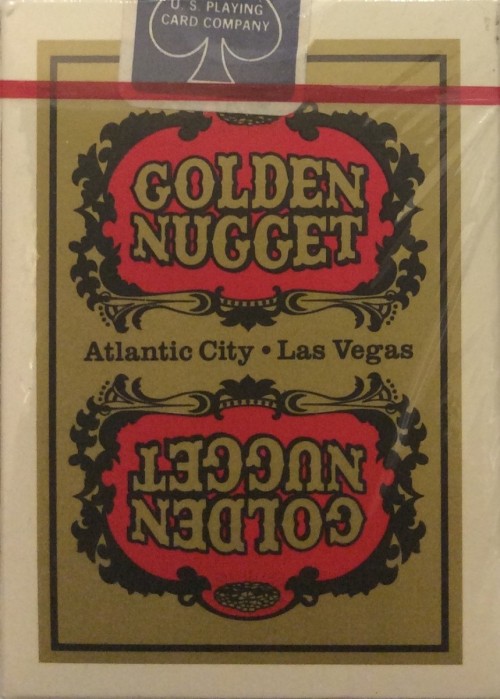 U.S. PLAYING
CARD COMPANY
GOLDEN
NUGGET
Atlantic City • Las Vegas
NUGGET
GOLDEN